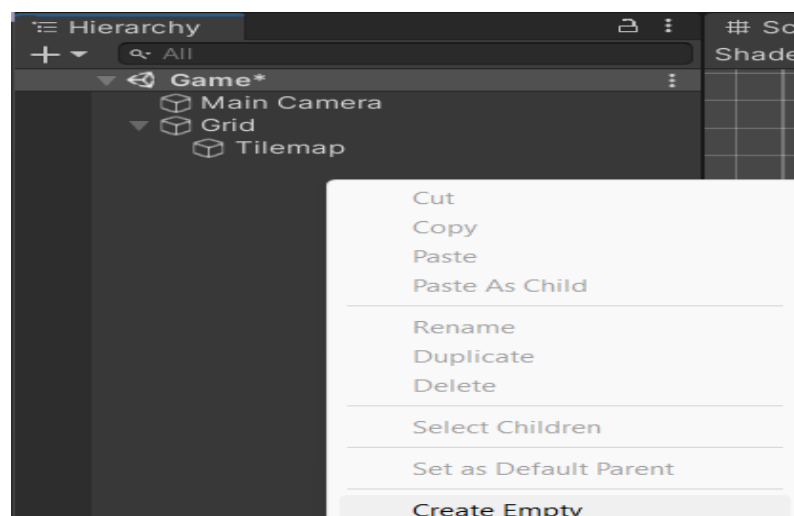 Hierarchy
All
Game*
Main Camera
Grid
Tilemap
Shade
Cut
Copy
Paste
Paste As Child
Rename
Duplicate
Delete
Select Children
Set as Default Parent
Create Empty